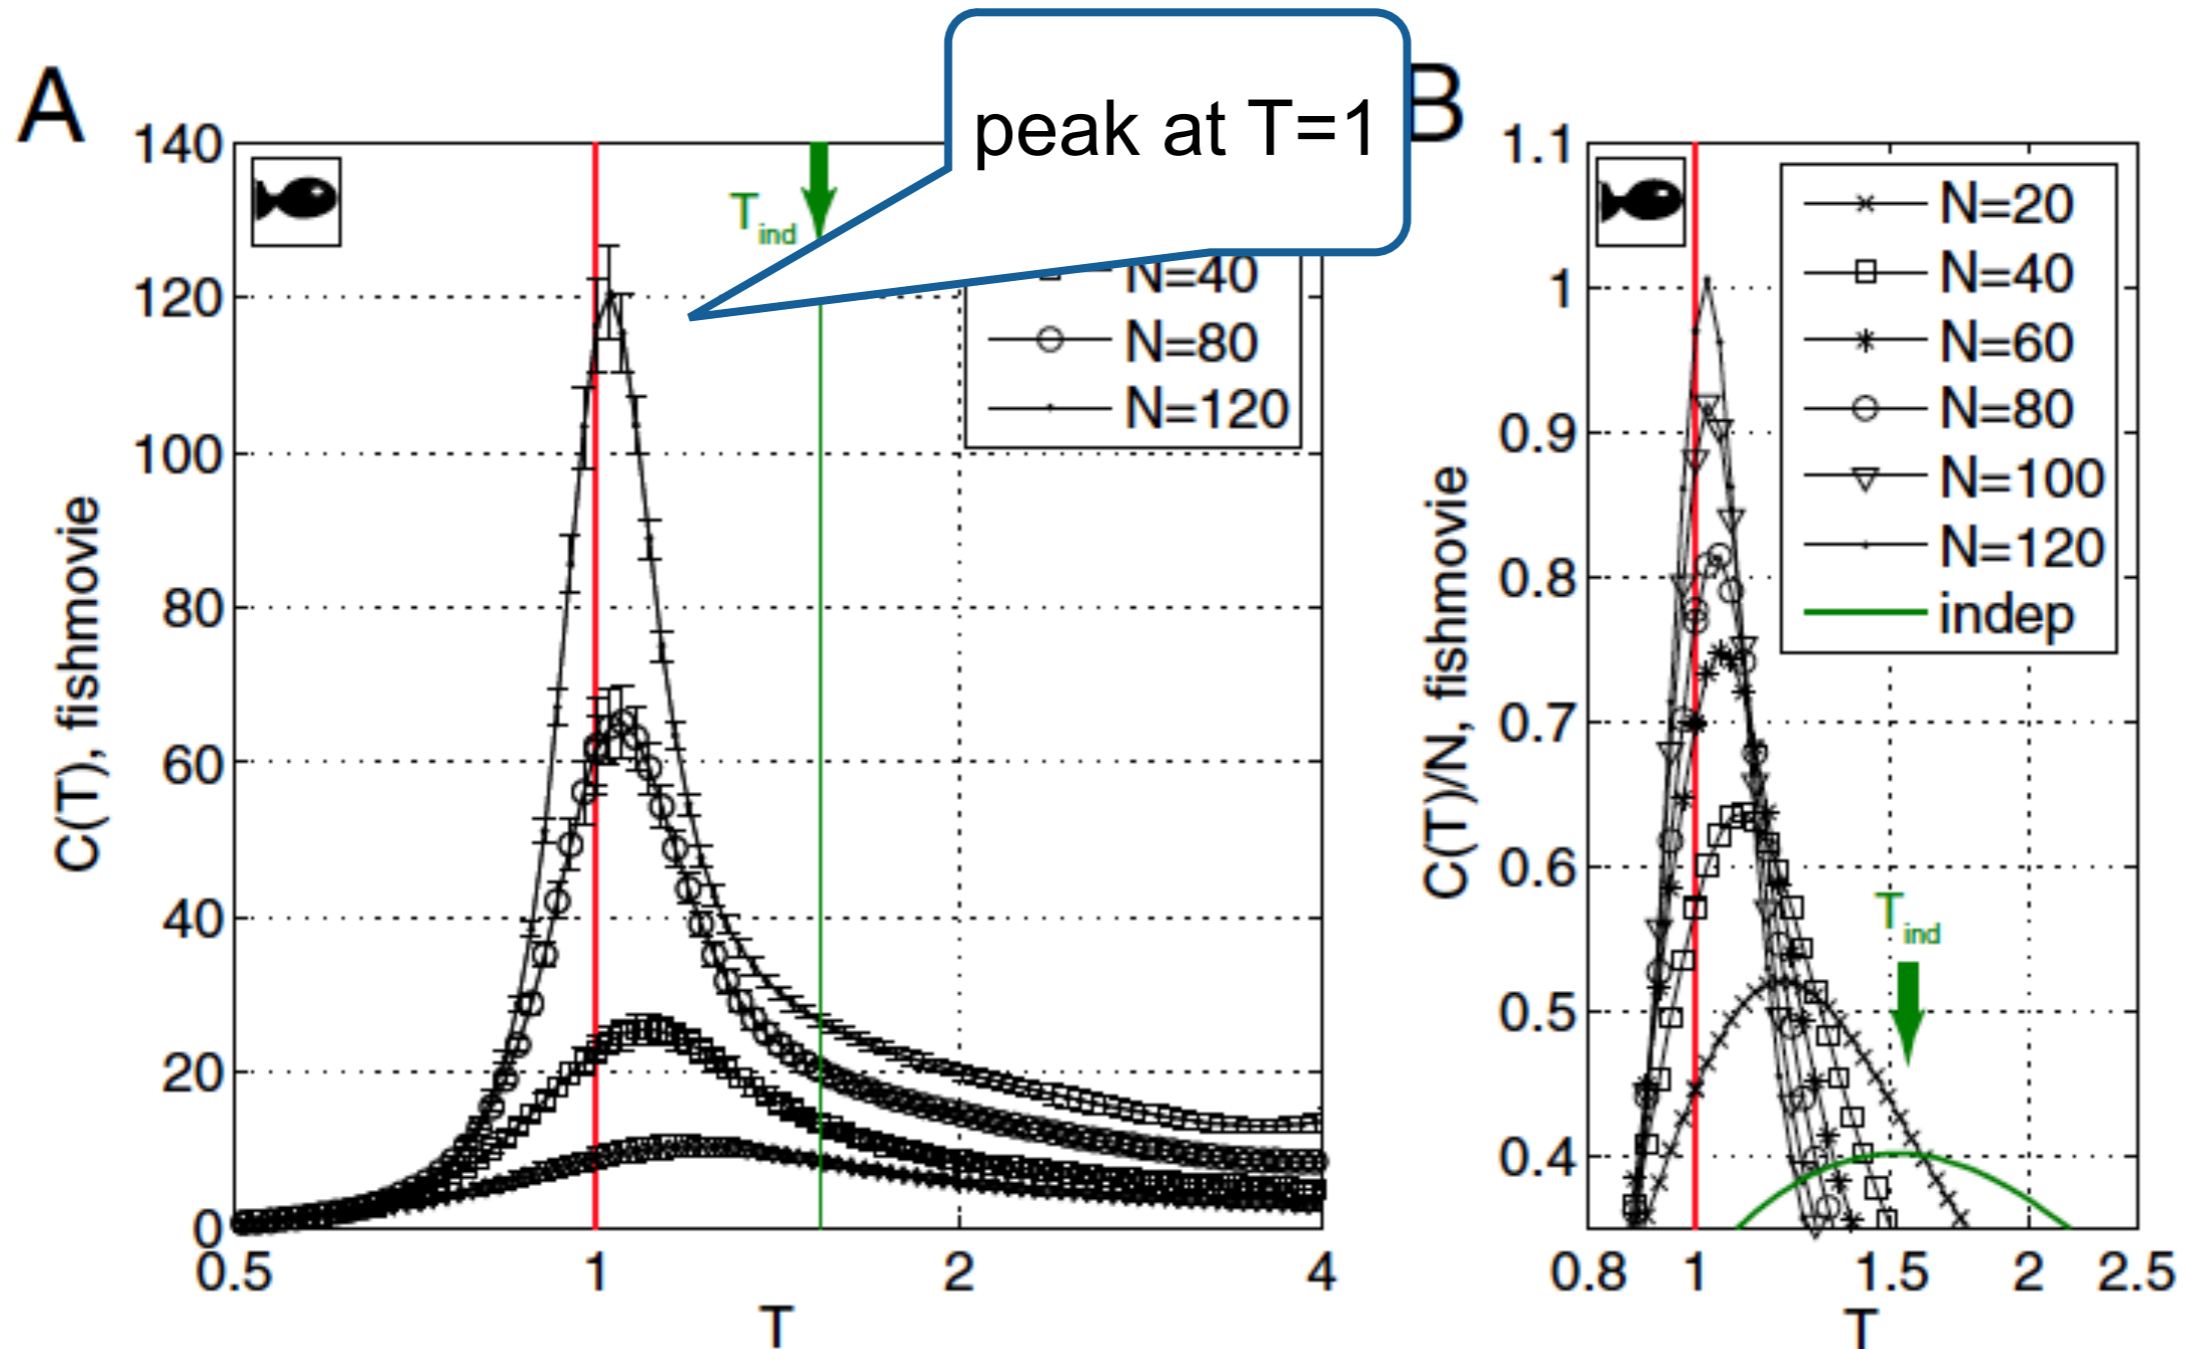 A
peak at T=1
B
140
120
100
80
60
40
20
0
0.5
1
2
4
T
C(T), fishmovie
T_ind
N=40
N=80
N=120
1.1
1
0.9
0.8
0.7
0.6
0.5
0.4
0.8
1
1.5
2
2.5
T
C(T)/N, fishmovie
N=20
N=40
N=60
N=80
N=100
N=120
indep
T_ind